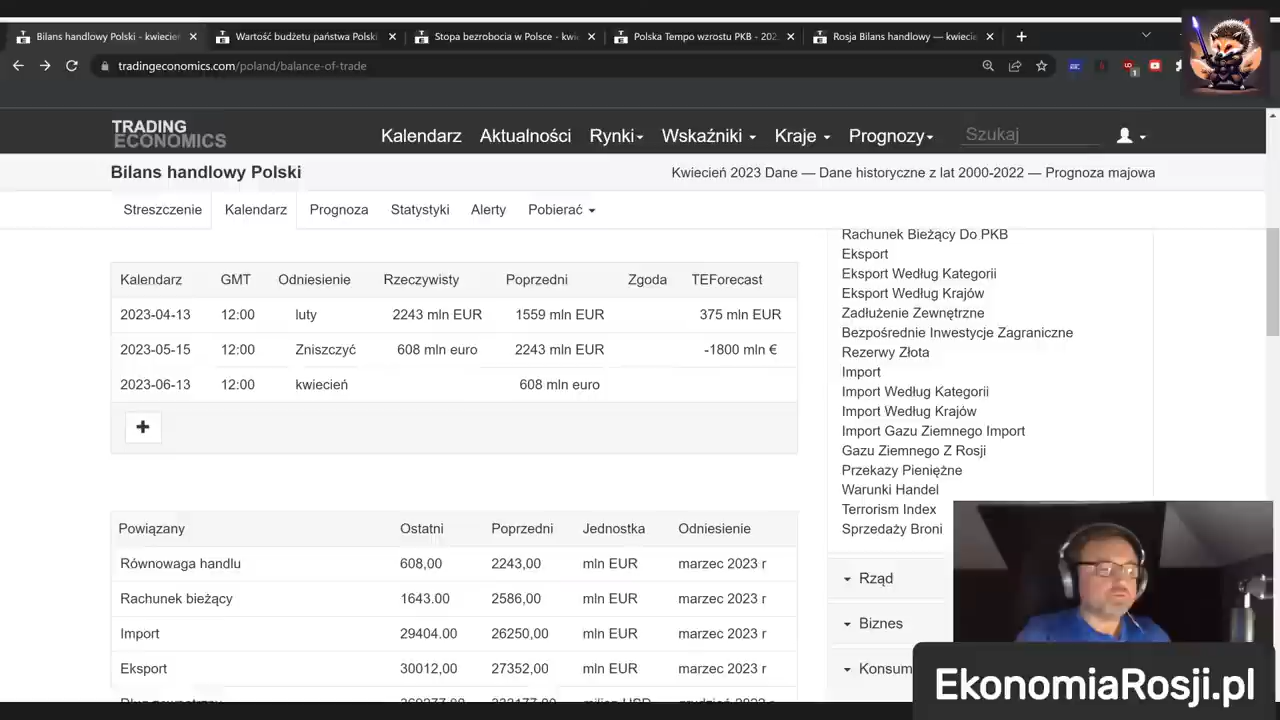 Bilans handlowy Polski - kwiecień
Wartość budżetu państwa Polski
Stopa bezrobocia w Polsce - kwi
Polska Tempo wzrostu PKB - 202
Rosja Bilans handlowy — kwiecie
tradingeconomics.com/poland/balance-of-trade
TRADING
ECONOMICS
Kalendarz Aktualności Rynki Wskaźniki Kraje Prognozy Szukaj
Bilans handlowy Polski Kwiecień 2023 Dane — Dane historyczne z lat 2000-2022 — Prognoza majowa
Streszczenie Kalendarz Prognoza Statystyki Alerty Pobierać
Kalendarz GMT Odniesienie Rzeczywisty Poprzedni Zgoda TEForecast
2023-04-13 12:00 luty 2243 mln EUR 1559 mln EUR 375 mln EUR
2023-05-15 12:00 Zniszczyć 608 mln euro 2243 mln EUR -1800 mln €
2023-06-13 12:00 kwiecień 608 mln euro
+
Powiązany Ostatni Poprzedni Jednostka Odniesienie
Równowaga handlu 608,00 2243,00 mln EUR marzec 2023 r
Rachunek bieżący 1643.00 2586,00 mln EUR marzec 2023 r
Import 29404.00 26250,00 mln EUR marzec 2023 r
Eksport 30012,00 27352,00 mln EUR marzec 2023 r
Rachunek Bieżący Do PKB
Eksport
Eksport Według Kategorii
Eksport Według Krajów
Zadłużenie Zewnętrzne
Bezpośrednie Inwestycje Zagraniczne
Rezerwy Złota
Import
Import Według Kategorii
Import Według Krajów
Import Gazu Ziemnego Import
Gazu Ziemnego Z Rosji
Przekazy Pieniężne
Warunki Handel
Terrorism Index
Sprzedaży Broni
Rząd
Biznes
Konsum
EkonomiaRosji.pl